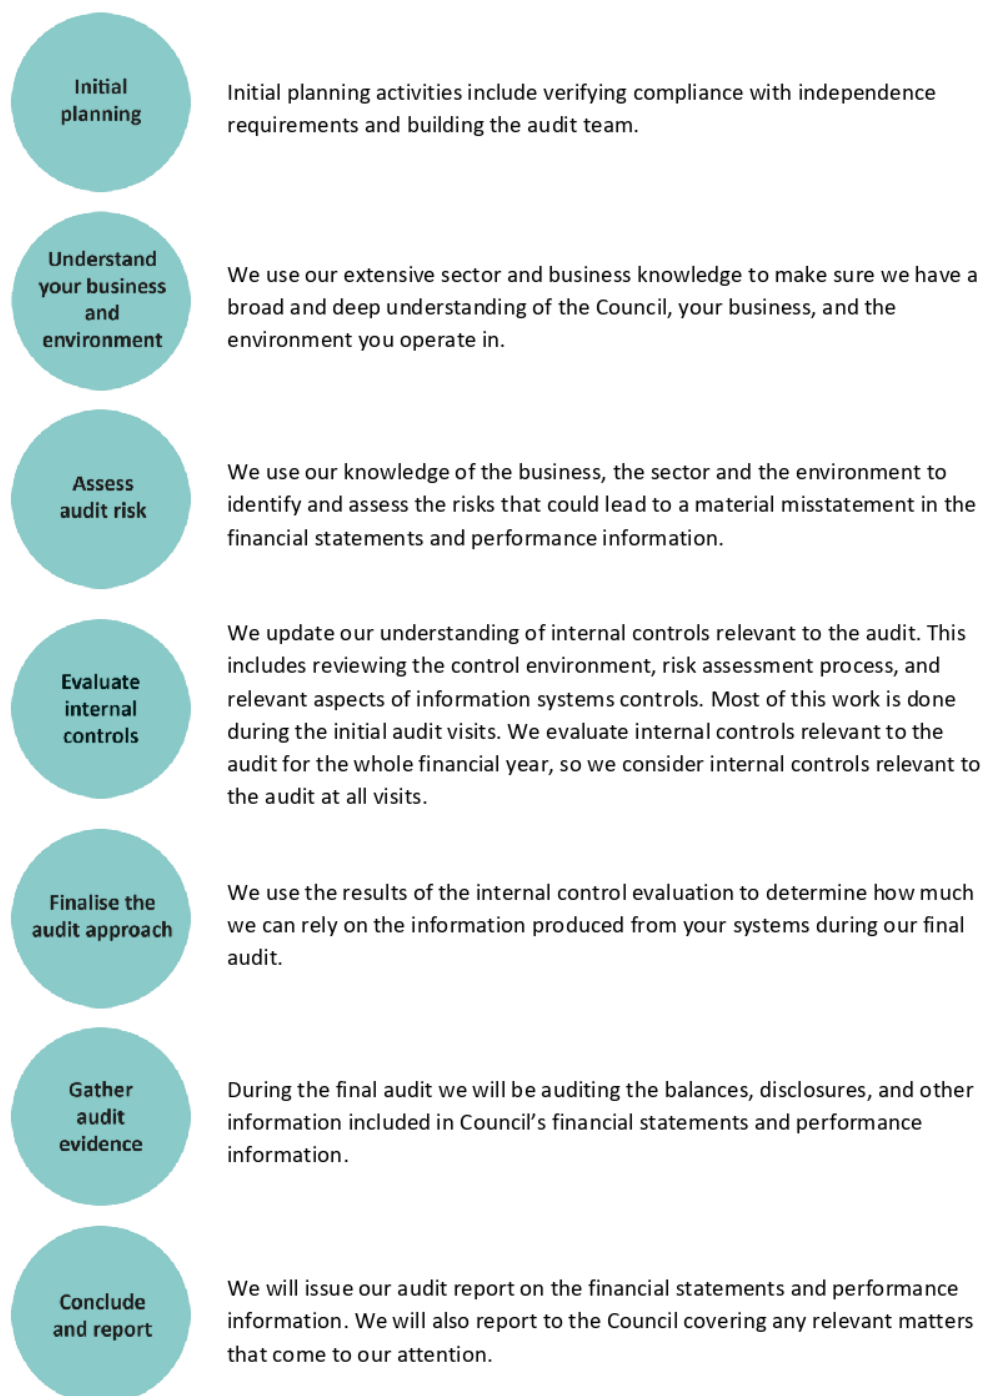 Initial
planning
Initial planning activities include verifying compliance with independence
requirements and building the audit team.
Understand
your business
and
environment
We use our extensive sector and business knowledge to make sure we have a
broad and deep understanding of the Council, your business, and the
environment you operate in.
Assess
audit risk
We use our knowledge of the business, the sector and the environment to
identify and assess the risks that could lead to a material misstatement in the
financial statements and performance information.
Evaluate
internal
controls
We update our understanding of internal controls relevant to the audit. This
includes reviewing the control environment, risk assessment process, and
relevant aspects of information systems controls. Most of this work is done
during the initial audit visits. We evaluate internal controls relevant to the
audit for the whole financial year, so we consider internal controls relevant to
the audit at all visits.
Finalise the
audit approach
We use the results of the internal control evaluation to determine how much
we can rely on the information produced from your systems during our final
audit.
Gather
audit
evidence
During the final audit we will be auditing the balances, disclosures, and other
information included in Council’s financial statements and performance
information.
Conclude
and report
We will issue our audit report on the financial statements and performance
information. We will also report to the Council covering any relevant matters
that come to our attention.